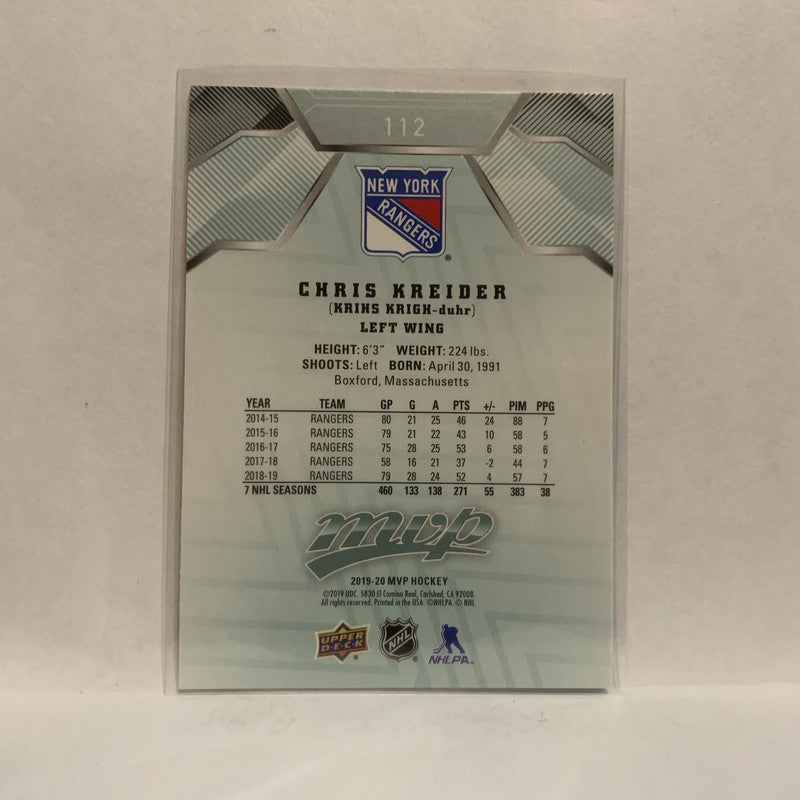 112
NEW YORK
RANGERS
®
CHRIS KREIDER
(KRIHS KRIGH-duhr)
LEFT WING
HEIGHT: 6'3" WEIGHT: 224 lbs.
SHOOTS: Left BORN: April 30, 1991
Boxford, Massachusetts
YEAR TEAM GP G A PTS +/- PIM PPG
2014-15 RANGERS 80 21 25 46 24 88 7
2015-16 RANGERS 79 21 22 43 10 58 5
2016-17 RANGERS 75 28 25 53 6 58 6
2017-18 RANGERS 58 16 21 37 -2 44 7
2018-19 RANGERS 79 28 24 52 4 57 7
7 NHL SEASONS 460 133 138 271 55 383 38
mvp
2019-20 MVP HOCKEY
©2019 UDC. 5830 El Camino Real, Carlsbad, CA 92008.
All rights reserved. Printed in the USA. ©NHLPA. © NHL.
UPPER DECK ® NHL ® NHLPA™